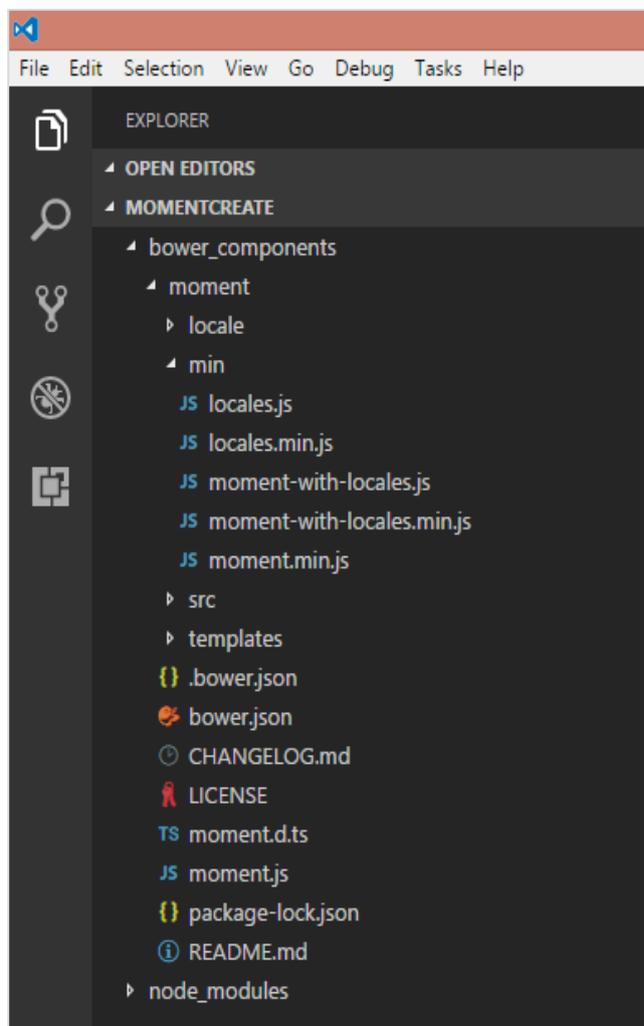 File Edit Selection View Go Debug Tasks Help
EXPLORER
OPEN EDITORS
MOMENTCREATE
bower_components
moment
locale
min
JS locales.js
JS locales.min.js
JS moment-with-locales.js
JS moment-with-locales.min.js
JS moment.min.js
src
templates
{} .bower.json
bower.json
CHANGELOG.md
LICENSE
TS moment.d.ts
JS moment.js
{} package-lock.json
README.md
node_modules